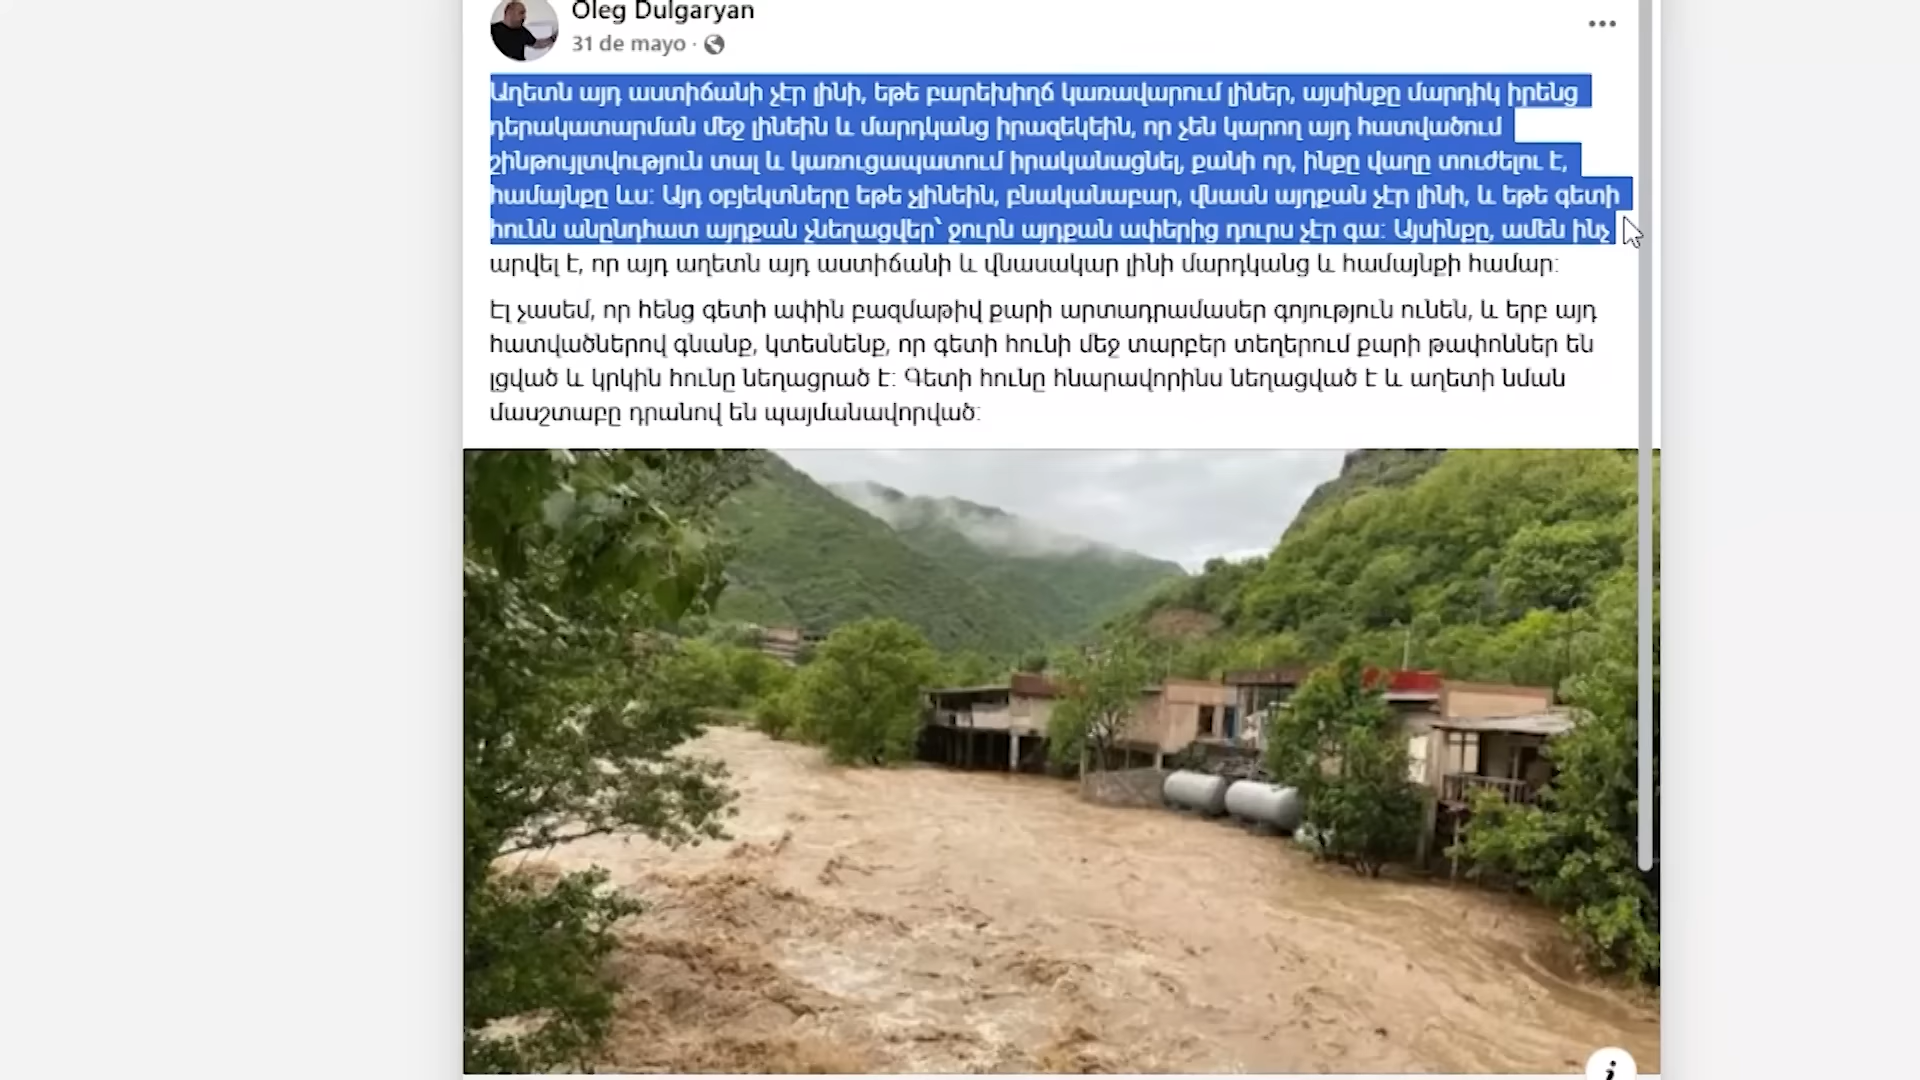 Oleg Dulgaryan
31 de mayo ·
Աղետն այդ աստիճանի չէր լինի, եթե բարեխիղճ կառավարում լիներ, այսինքը մարդիկ իրենց
դերակատարման մեջ լինեին և մարդկանց իրազեկեին, որ չեն կարող այդ հատվածում
շինթույլտվություն տալ և կառուցապատում իրականացնել, քանի որ, ինքը վաղը տուժելու է,
համայնքը ևս։ Այդ օբյեկտները եթե չլինեին, բնականաբար, վնասն այդքան չէր լինի, և եթե գետի
հունն անընդհատ այդքան չնեղացվեր՝ ջուրն այդքան ափերից դուրս չէր գա։ Այսինքը, ամեն ինչ
արվել է, որ այդ աղետն այդ աստիճանի և վնասակար լինի մարդկանց և համայնքի համար։
Էլ չասեմ, որ հենց գետի ափին բազմաթիվ քարի արտադրամասեր գոյություն ունեն, և երբ այդ
հատվածներով գնանք, կտեսնենք, որ գետի հունի մեջ տարբեր տեղերում քարի թափոններ են
լցված և կրկին հունը նեղացրած է։ Գետի հունը հնարավորինս նեղացված է և աղետի նման
մասշտաբը դրանով են պայմանավորված։